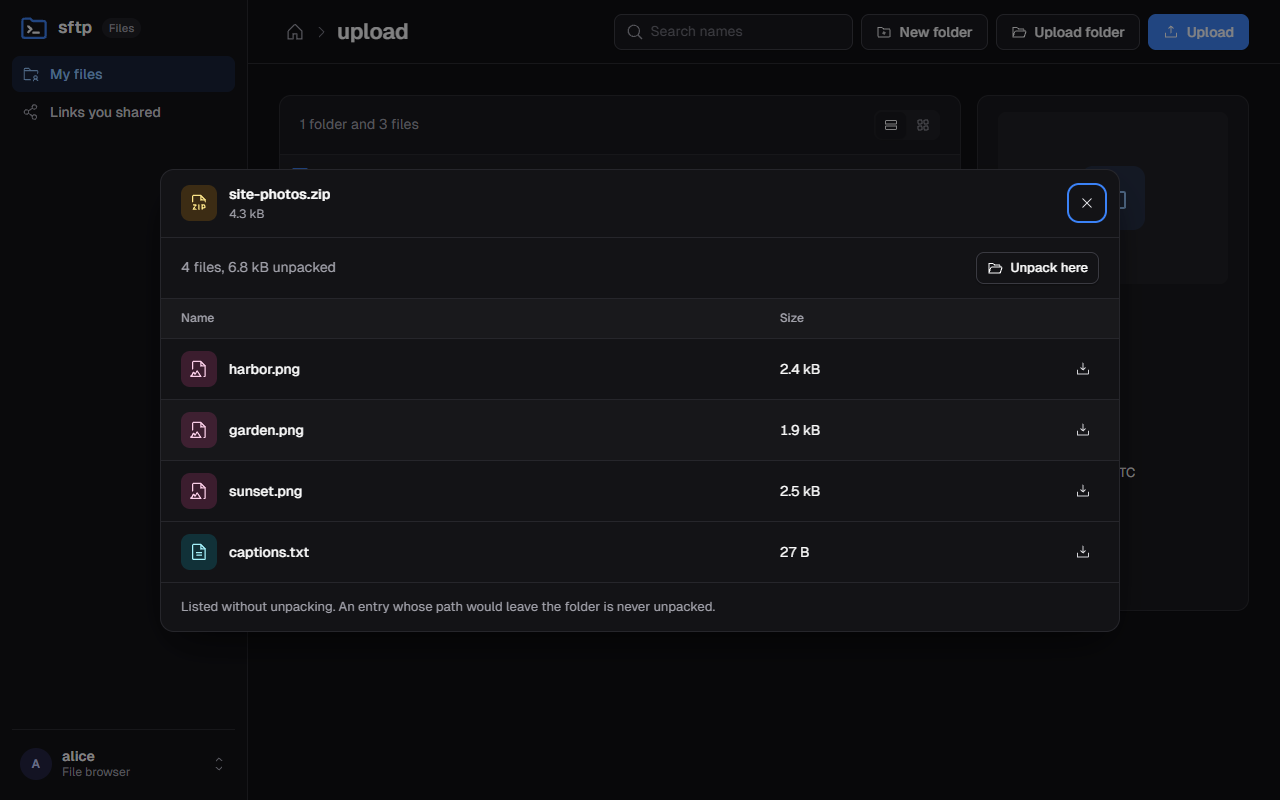 sftp Files
My files
Links you shared
upload
Search names
New folder
Upload folder
Upload
1 folder and 3 files
site-photos.zip
4.3 kB
4 files, 6.8 kB unpacked
Unpack here
Name Size
harbor.png 2.4 kB
garden.png 1.9 kB
sunset.png 2.5 kB
captions.txt 27 B
Listed without unpacking. An entry whose path would leave the folder is never unpacked.
TC
A
alice
File browser